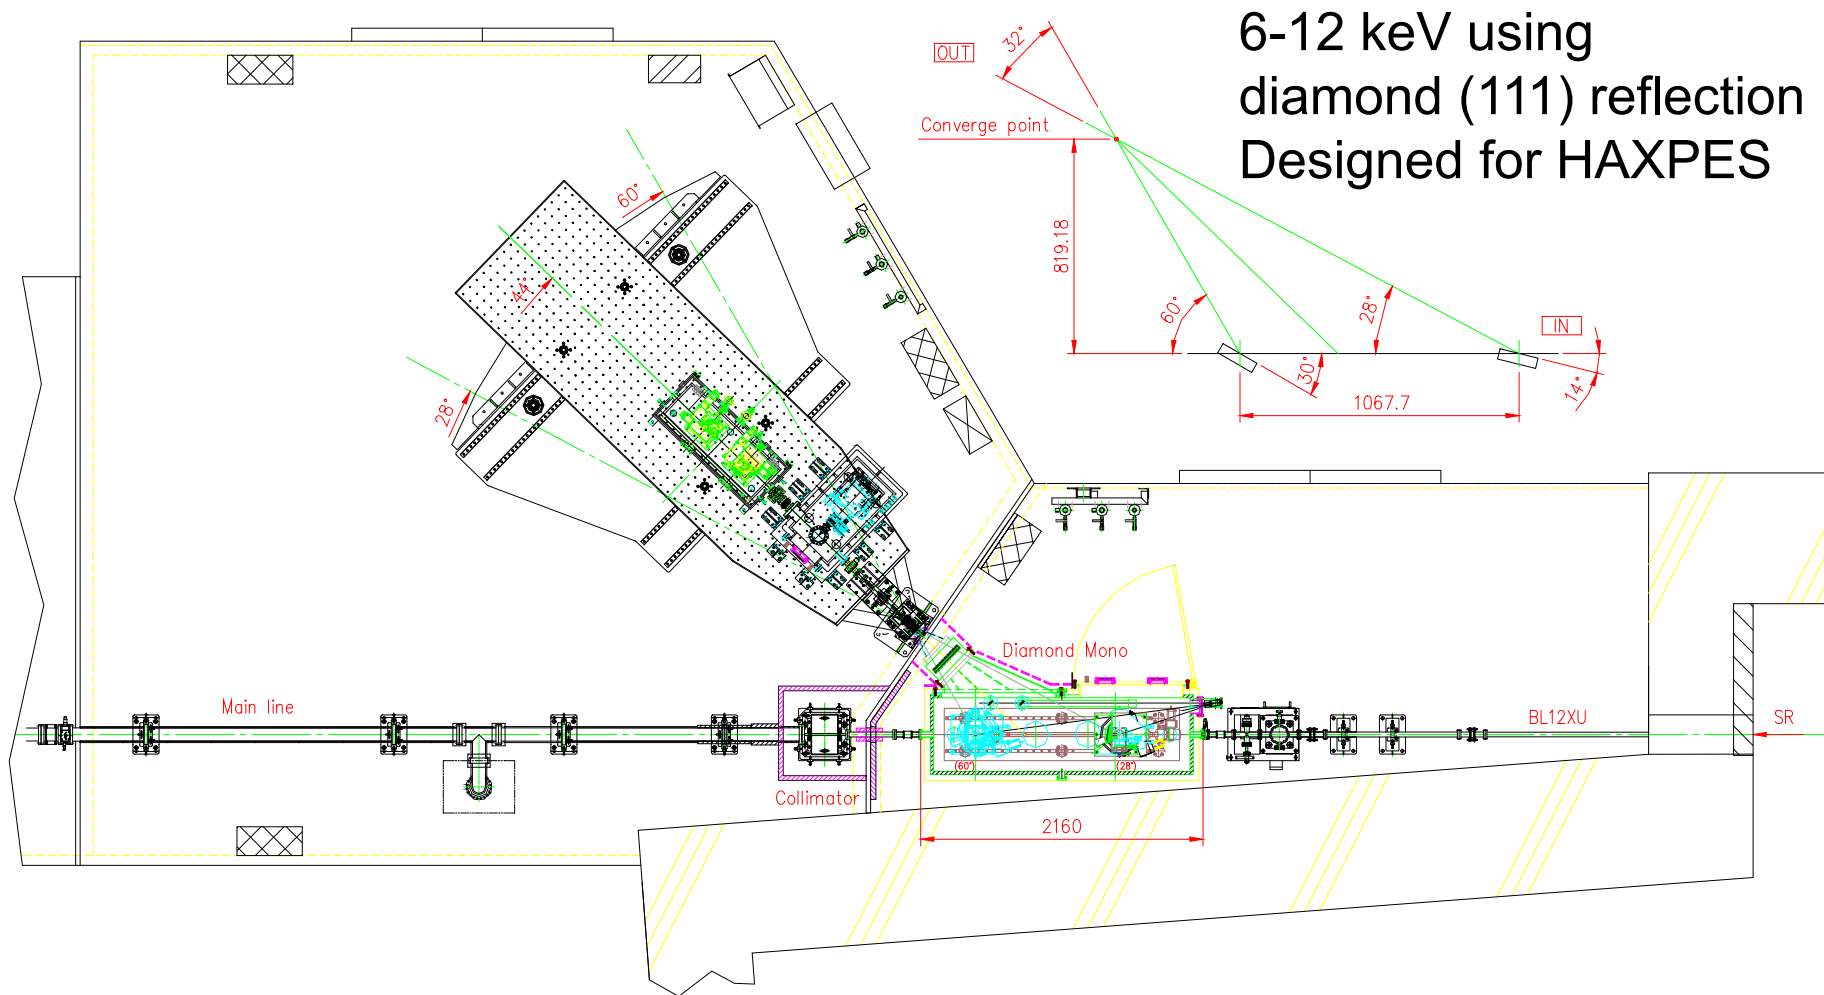 6-12 keV using
diamond (111) reflection
Designed for HAXPES
OUT
32°
Converge point
819.18
60°
28°
IN
30°
14°
1067.7
60°
44°
28°
Diamond Mono
Main line
BL12XU
SR
(60°)
(28°)
Collimator
2160